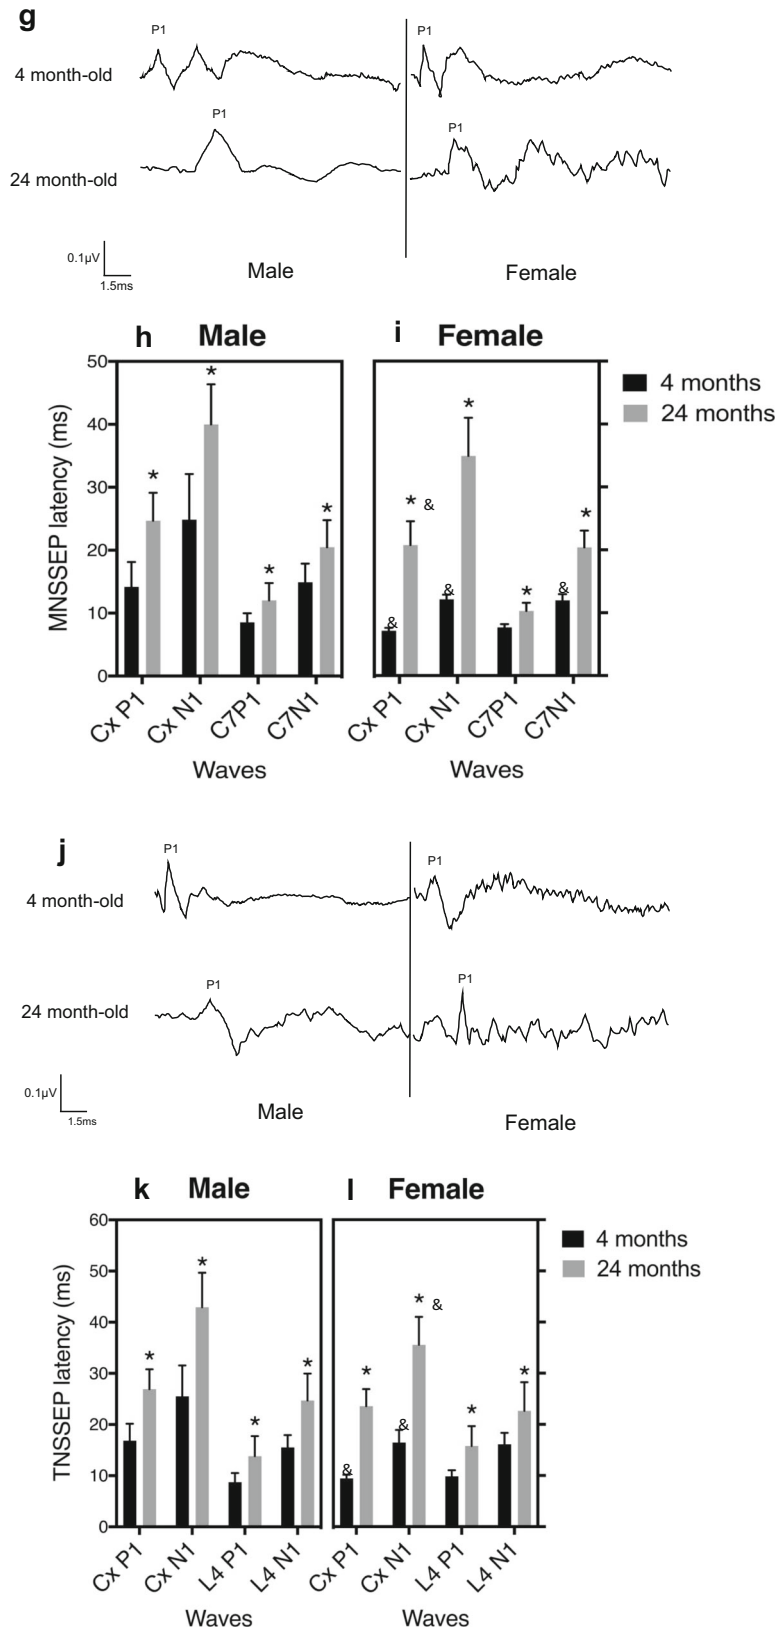 g
P1
P1
4 month-old
P1
P1
24 month-old
0.1µV
1.5ms
Male
Female
h Male
i Female
4 months
24 months
MNSSEP latency (ms)
50
40
30
20
10
0
*
*
*
*
* &
*
*
*
&
&
&
Cx P1
Cx N1
C7P1
C7N1
Cx P1
Cx N1
C7P1
C7N1
Waves
Waves
j
P1
P1
4 month-old
P1
P1
24 month-old
0.1µV
1.5ms
Male
Female
k Male
l Female
4 months
24 months
TNSSEP latency (ms)
60
50
40
30
20
10
0
*
*
*
*
*
* &
*
*
&
&
Cx P1
Cx N1
L4 P1
L4 N1
Cx P1
Cx N1
L4 P1
L4 N1
Waves
Waves